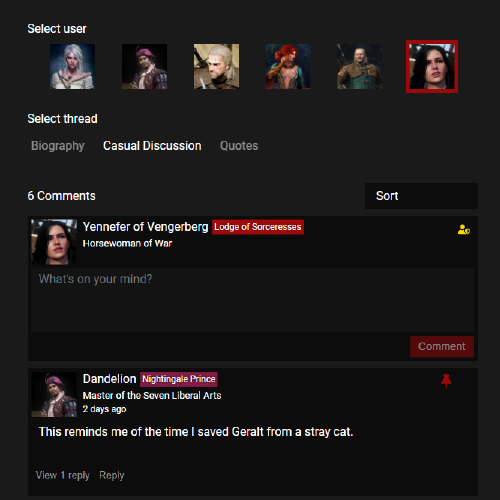 Select user
Select thread
Biography Casual Discussion Quotes
6 Comments Sort
Yennefer of Vengerberg Lodge of Sorceresses
Horsewoman of War
What's on your mind?
Comment
Dandelion Nightingale Prince
Master of the Seven Liberal Arts
2 days ago
This reminds me of the time I saved Geralt from a stray cat.
View 1 reply Reply